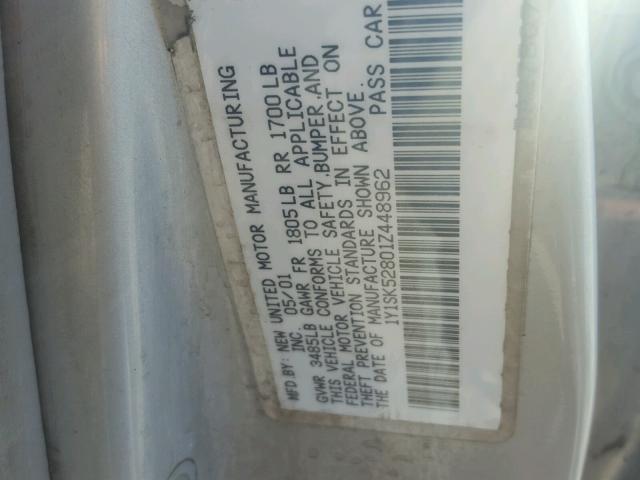 MFD BY: NEW UNITED MOTOR MANUFACTURING
INC. 05/01
GVWR 3485LB GAWR FR 1805LB RR 1700LB
THIS VEHICLE CONFORMS TO ALL APPLICABLE
FEDERAL MOTOR VEHICLE SAFETY,BUMPER,AND
THEFT PREVENTION STANDARDS IN EFFECT ON
THE DATE OF MANUFACTURE SHOWN ABOVE.
1Y1SK52801Z448962 PASS CAR